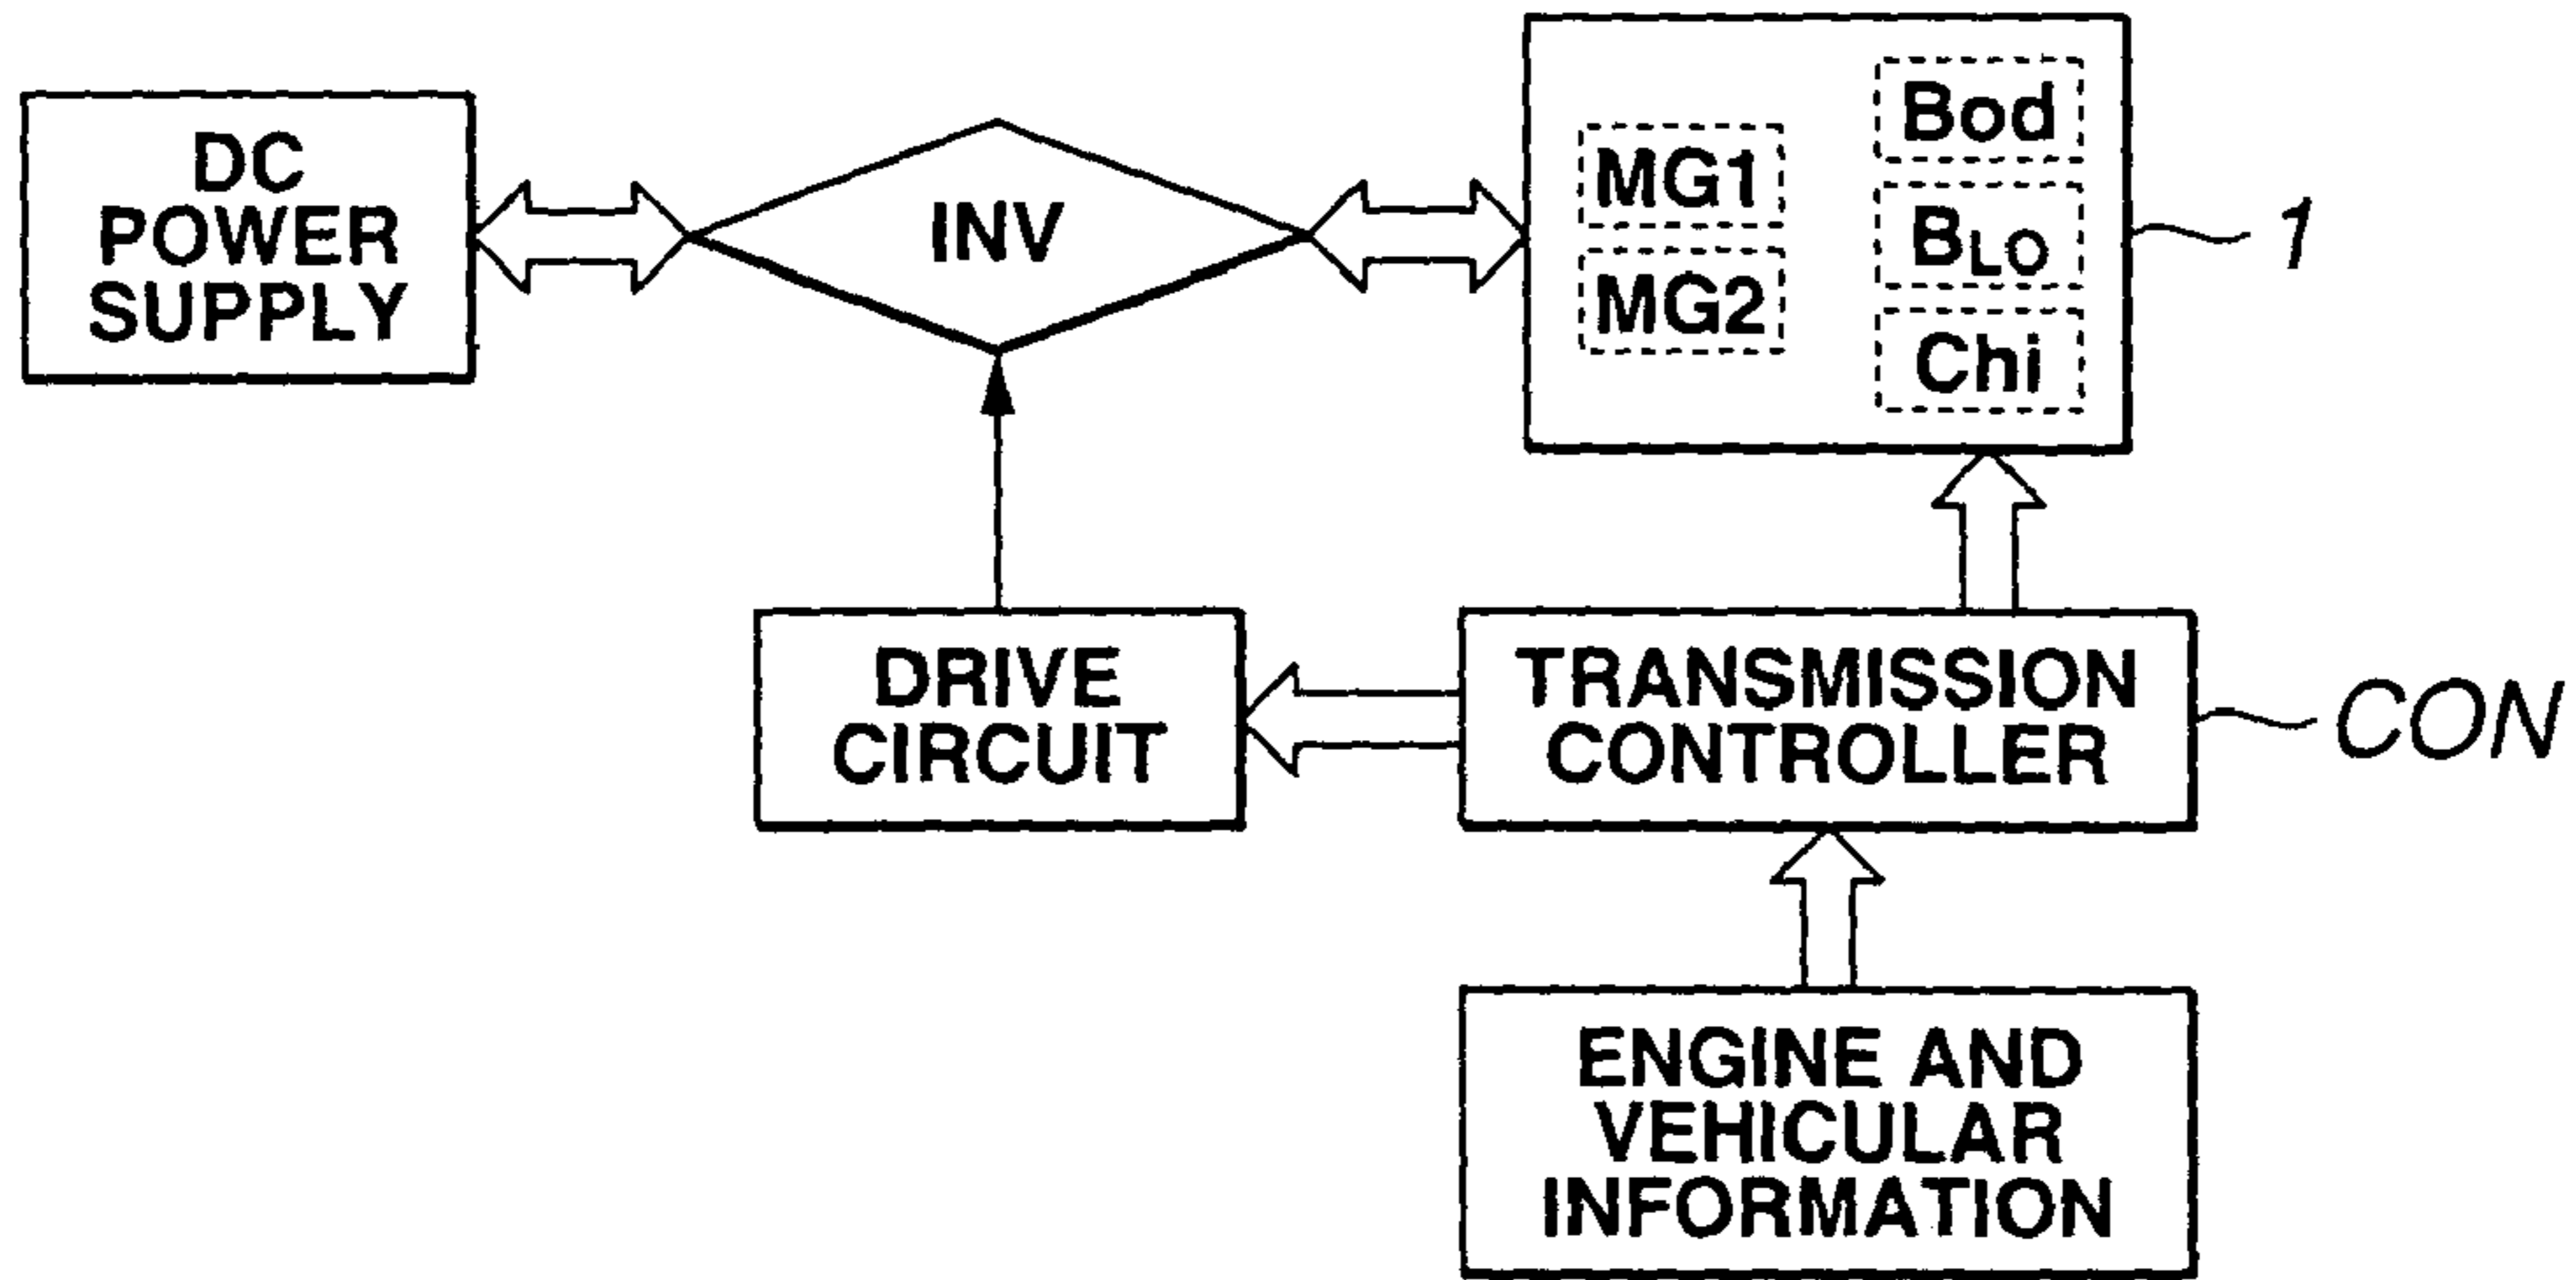 DC
POWER
SUPPLY
INV
MG1
MG2
Bod
BLO
Chi
1
DRIVE
CIRCUIT
TRANSMISSION
CONTROLLER
CON
ENGINE AND
VEHICULAR
INFORMATION